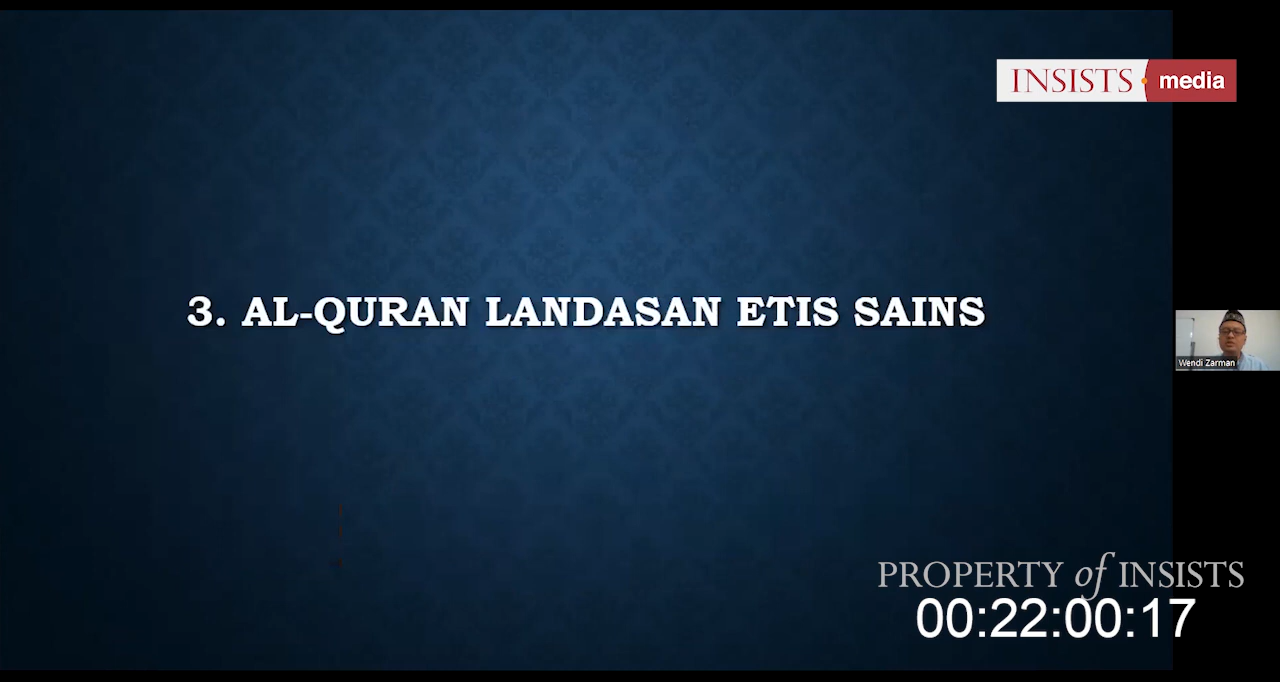 INSISTS media
3. AL-QURAN LANDASAN ETIS SAINS
Wendi Zarman
PROPERTY of INSISTS
00:22:00:17